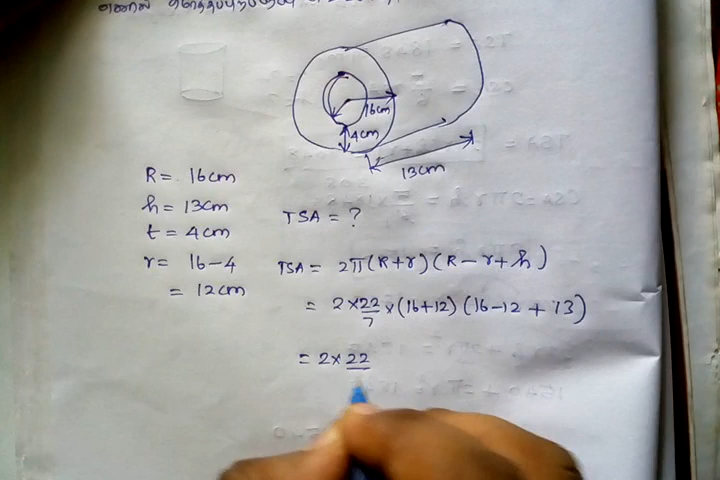 16cm
4cm
13cm
R = 16cm
h = 13cm
t = 4cm
r = 16-4
= 12cm
TSA = ?
TSA = 2π(R+r)(R-r+h)
= 2×22/7×(16+12)(16-12+13)
= 2×22